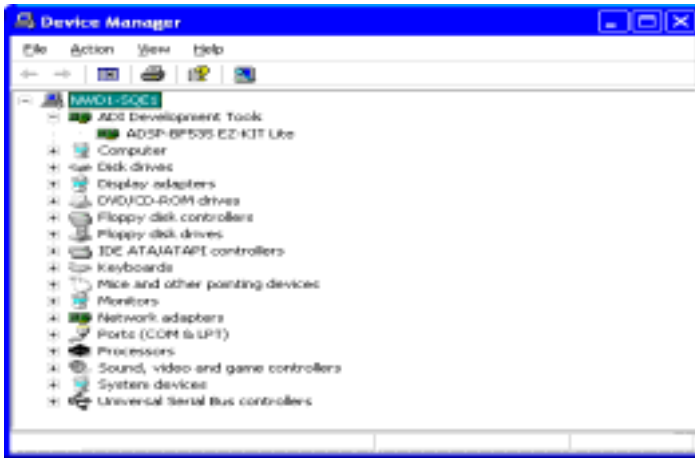 Device Manager
File Action View Help
NWD1-SQE1
ADI Development Tools
ADSP-BF535 EZ-KIT Lite
Computer
Disk drives
Display adapters
DVD/CD-ROM drives
Floppy disk controllers
Floppy disk drives
IDE ATA/ATAPI controllers
Keyboards
Mice and other pointing devices
Monitors
Network adapters
Ports (COM & LPT)
Processors
Sound, video and game controllers
System devices
Universal Serial Bus controllers